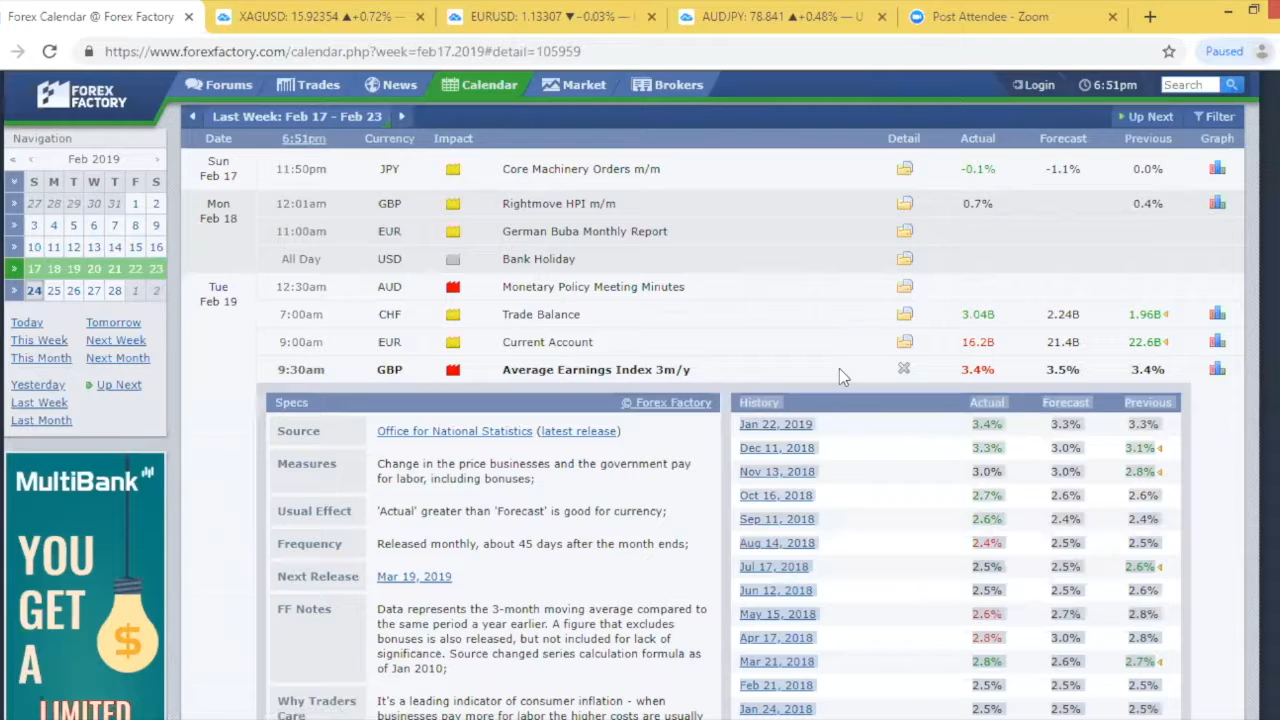 Forex Calendar @ Forex Factory
XAGUSD: 15.92354 ▲+0.72% —
EURUSD: 1.13307 ▼−0.03% —
AUDJPY: 78.841 ▲+0.48% — U
Post Attendee - Zoom
https://www.forexfactory.com/calendar.php?week=feb17.2019#detail=105959
Paused
FOREX FACTORY
Forums Trades News Calendar Market Brokers
Login 6:51pm Search
Navigation
« ‹ Feb 2019 ›
S M T W T F S
27 28 29 30 31 1 2
3 4 5 6 7 8 9
10 11 12 13 14 15 16
17 18 19 20 21 22 23
24 25 26 27 28 1 2
Today Tomorrow
This Week Next Week
This Month Next Month
Yesterday Up Next
Last Week
Last Month
MultiBank
YOU
GET
A
$
LIMITED
Last Week: Feb 17 - Feb 23
Up Next Filter
Date 6:51pm Currency Impact Detail Actual Forecast Previous Graph
Sun Feb 17 11:50pm JPY Core Machinery Orders m/m -0.1% -1.1% 0.0%
Mon Feb 18 12:01am GBP Rightmove HPI m/m 0.7% 0.4%
11:00am EUR German Buba Monthly Report
All Day USD Bank Holiday
Tue Feb 19 12:30am AUD Monetary Policy Meeting Minutes
7:00am CHF Trade Balance 3.04B 2.24B 1.96B
9:00am EUR Current Account 16.2B 21.4B 22.6B
9:30am GBP Average Earnings Index 3m/y 3.4% 3.5% 3.4%
Specs © Forex Factory
Source Office for National Statistics (latest release)
Measures Change in the price businesses and the government pay
for labor, including bonuses;
Usual Effect 'Actual' greater than 'Forecast' is good for currency;
Frequency Released monthly, about 45 days after the month ends;
Next Release Mar 19, 2019
FF Notes Data represents the 3-month moving average compared to
the same period a year earlier. A figure that excludes
bonuses is also released, but not included for lack of
significance. Source changed series calculation formula as
of Jan 2010;
Why Traders Care It's a leading indicator of consumer inflation - when
businesses pay more for labor the higher costs are usually
History Actual Forecast Previous
Jan 22, 2019 3.4% 3.3% 3.3%
Dec 11, 2018 3.3% 3.0% 3.1%
Nov 13, 2018 3.0% 3.0% 2.8%
Oct 16, 2018 2.7% 2.6% 2.6%
Sep 11, 2018 2.6% 2.4% 2.4%
Aug 14, 2018 2.4% 2.5% 2.5%
Jul 17, 2018 2.5% 2.5% 2.6%
Jun 12, 2018 2.5% 2.5% 2.6%
May 15, 2018 2.6% 2.7% 2.8%
Apr 17, 2018 2.8% 3.0% 2.8%
Mar 21, 2018 2.8% 2.6% 2.7%
Feb 21, 2018 2.5% 2.5% 2.5%
Jan 24, 2018 2.5% 2.5% 2.5%